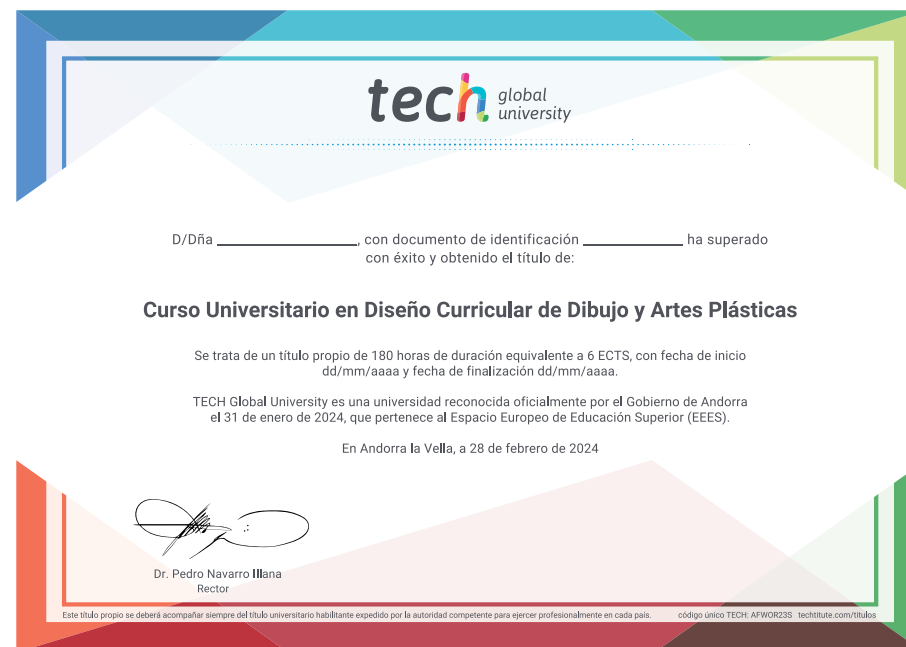 tech global university
D/Dña ____________________, con documento de identificación ______________ ha superado
con éxito y obtenido el título de:
Curso Universitario en Diseño Curricular de Dibujo y Artes Plásticas
Se trata de un título propio de 180 horas de duración equivalente a 6 ECTS, con fecha de inicio
dd/mm/aaaa y fecha de finalización dd/mm/aaaa.
TECH Global University es una universidad reconocida oficialmente por el Gobierno de Andorra
el 31 de enero de 2024, que pertenece al Espacio Europeo de Educación Superior (EEES).
En Andorra la Vella, a 28 de febrero de 2024
Dr. Pedro Navarro Illana
Rector
Este título propio se deberá acompañar siempre del título universitario habilitante expedido por la autoridad competente para ejercer profesionalmente en cada país. código único TECH: AFWOR23S techtitute.com/titulos